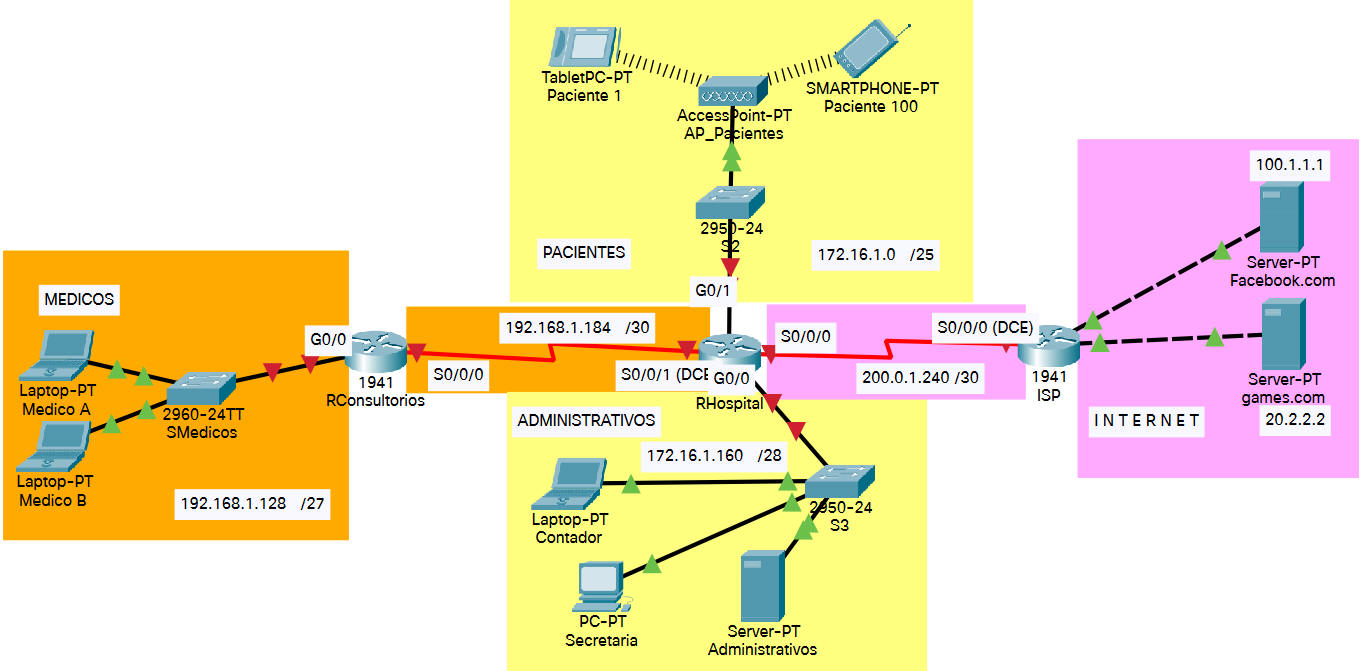 TabletPC-PT
Paciente 1
SMARTPHONE-PT
Paciente 100
AccessPoint-PT
AP_Pacientes
2950-24
S2
PACIENTES
172.16.1.0 /25
G0/1
MEDICOS
Laptop-PT
Medico A
Laptop-PT
Medico B
2960-24TT
SMedicos
192.168.1.128 /27
G0/0
1941
RConsultorios
S0/0/0
192.168.1.184 /30
S0/0/1 (DCE
G0/0
RHospital
S0/0/0
200.0.1.240 /30
S0/0/0 (DCE)
1941
ISP
100.1.1.1
Server-PT
Facebook.com
Server-PT
games.com
20.2.2.2
I N T E R N E T
ADMINISTRATIVOS
172.16.1.160 /28
Laptop-PT
Contador
2950-24
S3
PC-PT
Secretaria
Server-PT
Administrativos